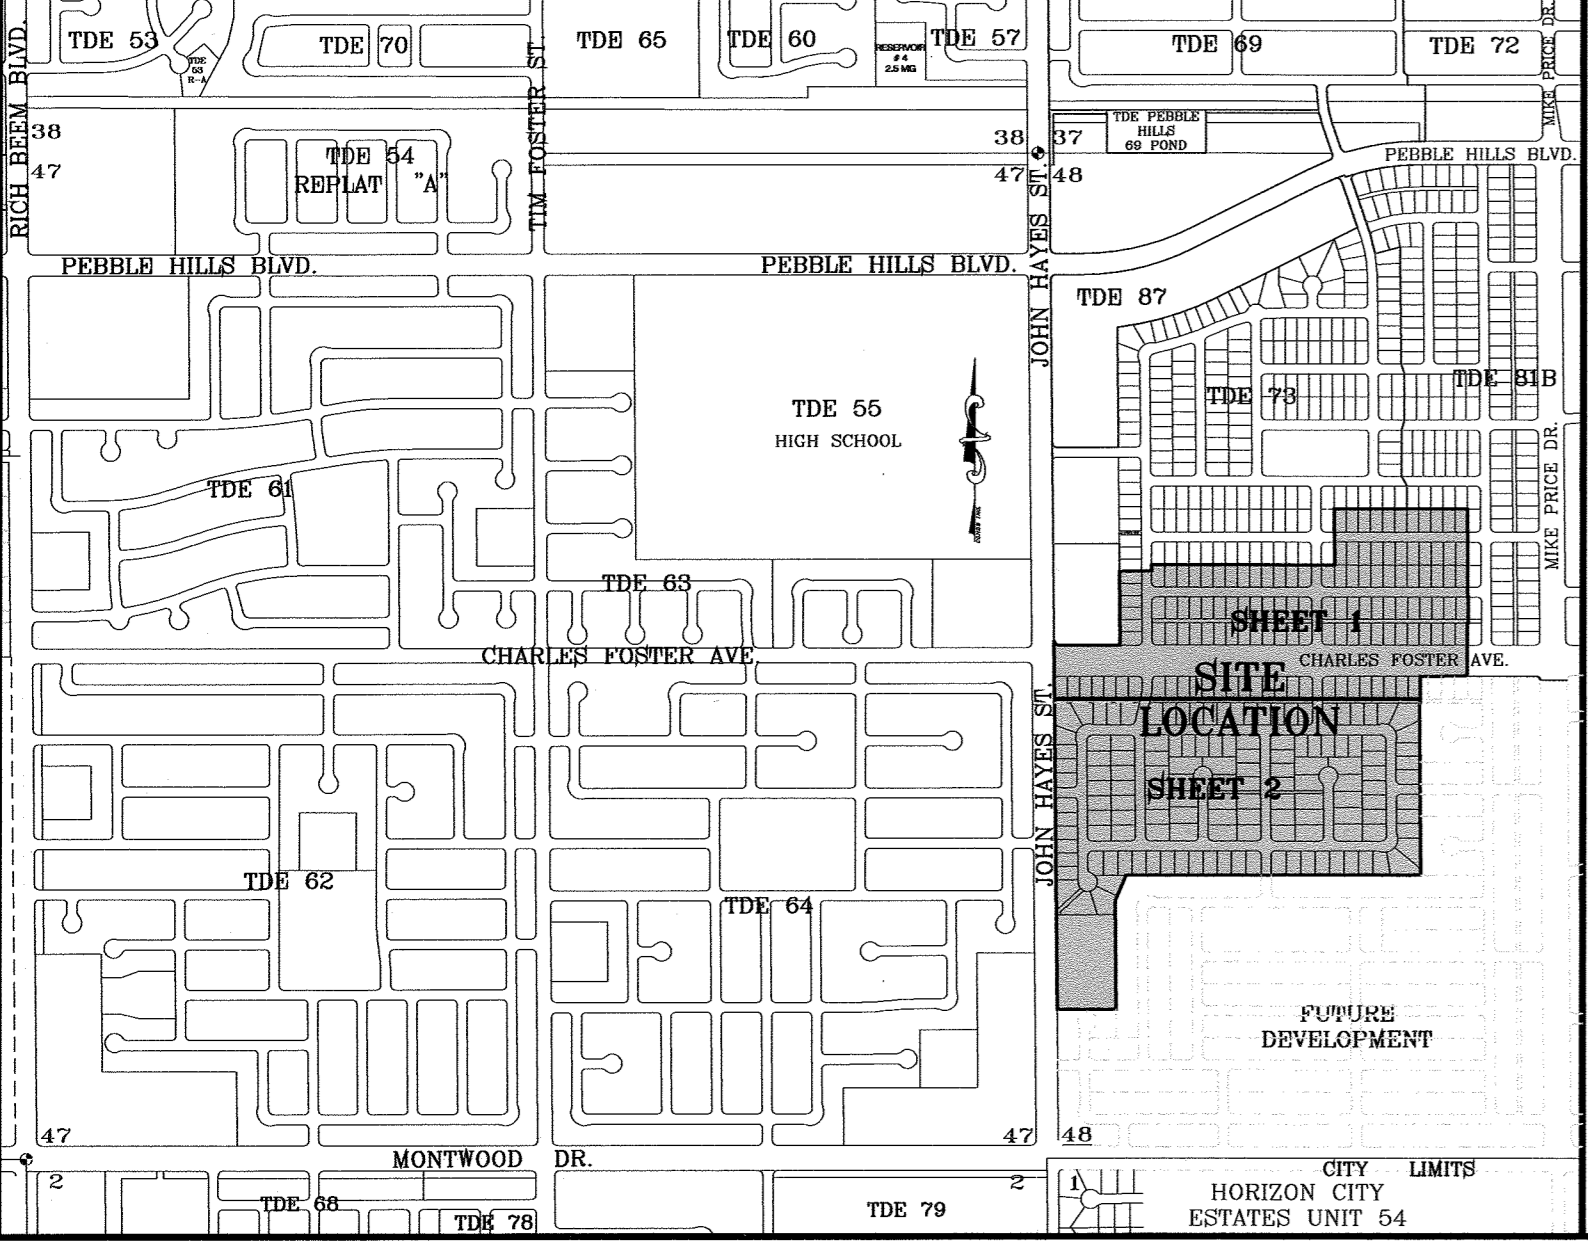 TDE 53
TDE
53
R-A
TDE 70
TDE 65
TDE 60
RESERVOIR
# 4
2.5 MG
TDE 57
TDE 69
TDE 72
MIKE PRICE DR.
RICH BEEM BLVD.
TIM FOSTER ST.
38
47
TDE 54
REPLAT "A"
38
37
47
48
TDE PEBBLE
HILLS
69 POND
PEBBLE HILLS BLVD.
JOHN HAYES ST.
PEBBLE HILLS BLVD.
PEBBLE HILLS BLVD.
TDE 87
TDE 55
HIGH SCHOOL
TDE 73
TDE 81B
MIKE PRICE DR.
TDE 61
TDE 63
SHEET 1
CHARLES FOSTER AVE.
CHARLES FOSTER AVE.
SITE
LOCATION
JOHN HAYES ST.
SHEET 2
TDE 62
TDE 64
FUTURE
DEVELOPMENT
47
47
48
MONTWOOD DR.
2
2
1
TDE 68
TDE 78
TDE 79
CITY LIMITS
HORIZON CITY
ESTATES UNIT 54